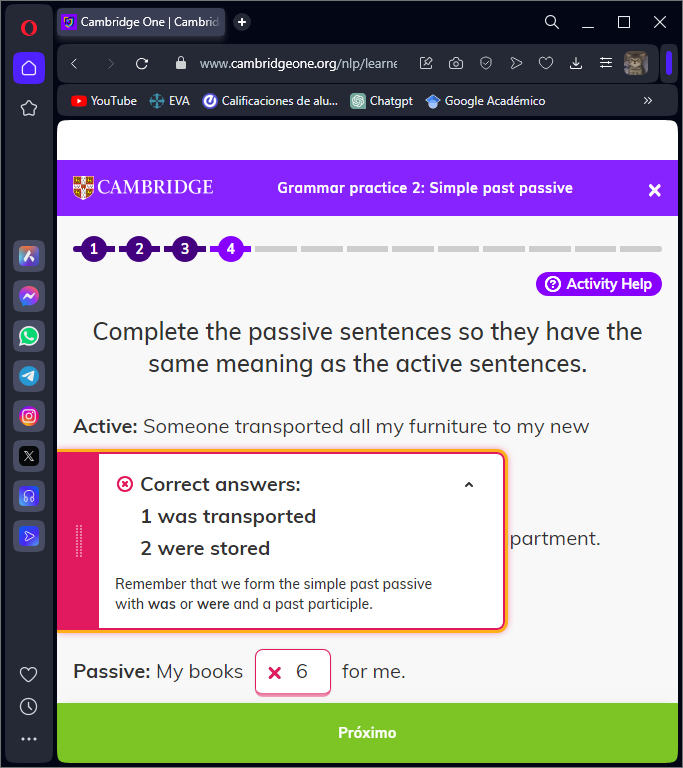 Cambridge One | Cambrid
www.cambridgeone.org/nlp/learne
YouTube
EVA
Calificaciones de alu...
Chatgpt
Google Académico
CAMBRIDGE
Grammar practice 2: Simple past passive
1 2 3 4
Activity Help
Complete the passive sentences so they have the
same meaning as the active sentences.
Active: Someone transported all my furniture to my new
Correct answers:
1 was transported
2 were stored
partment.
Remember that we form the simple past passive
with was or were and a past participle.
Passive: My books 6 for me.
Próximo